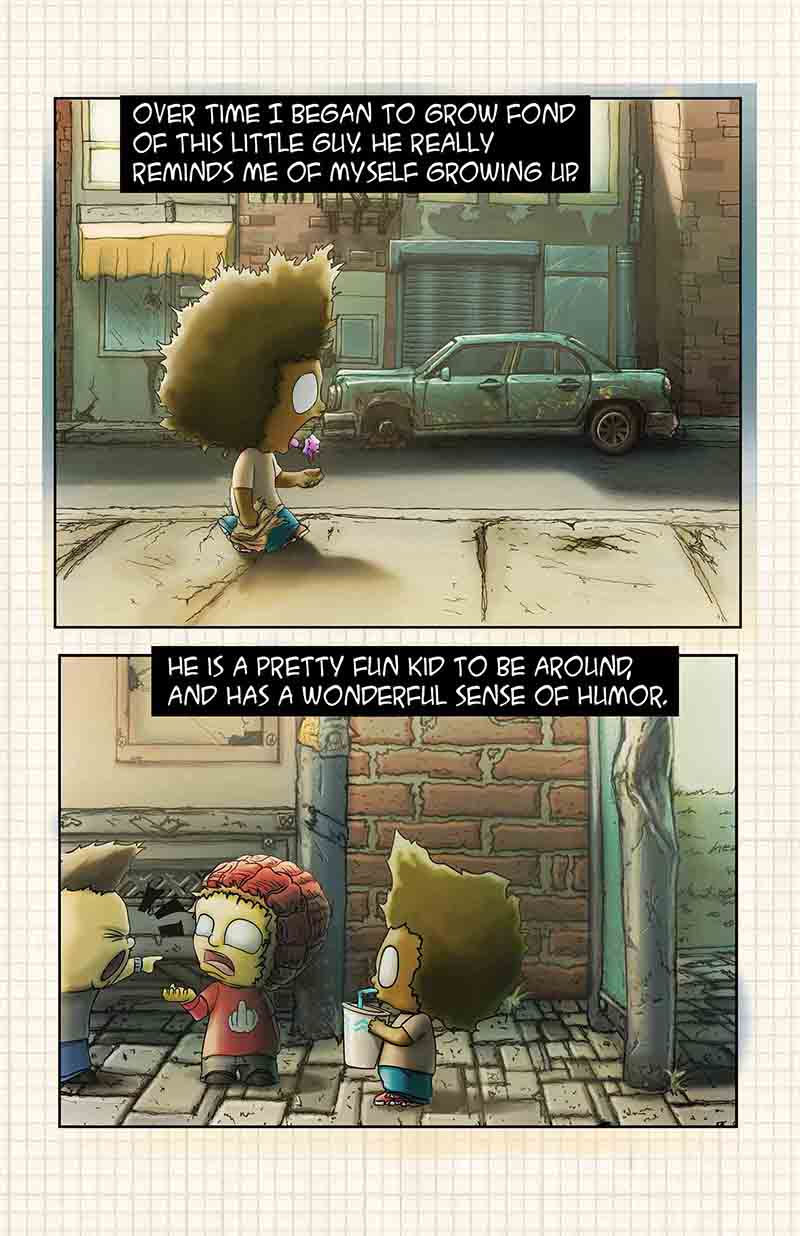 OVER TIME I BEGAN TO GROW FOND
OF THIS LITTLE GUY. HE REALLY
REMINDS ME OF MYSELF GROWING UP.
HE IS A PRETTY FUN KID TO BE AROUND,
AND HAS A WONDERFUL SENSE OF HUMOR.